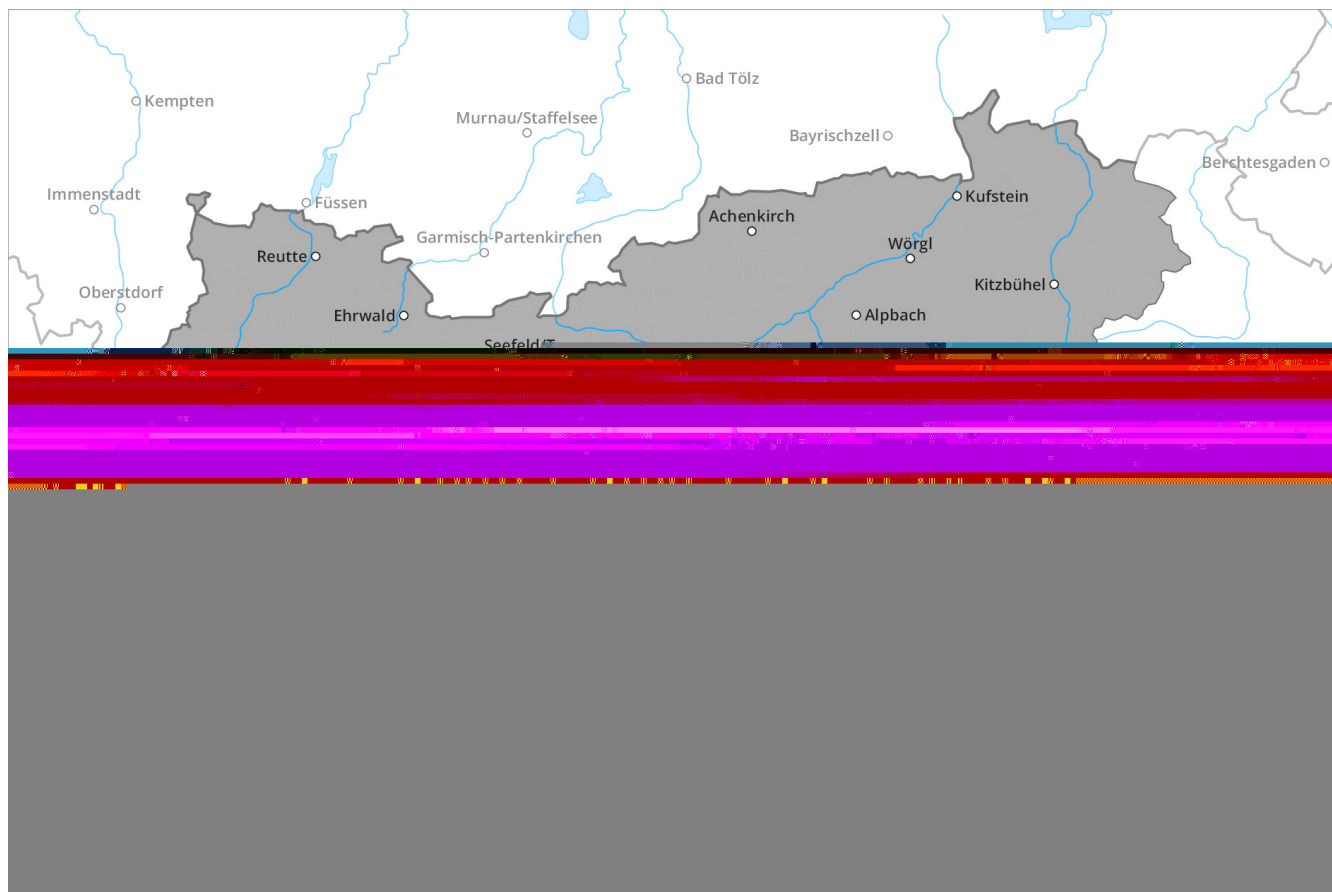 Bad Tölz
Kempten
Murnau/Staffelsee
Bayrischzell
Berchtesgaden
Immenstadt
Füssen
Kufstein
Achenkirch
Garmisch-Partenkirchen
Wörgl
Reutte
Kitzbühel
Oberstdorf
Ehrwald
Alpbach
Seefeld/T